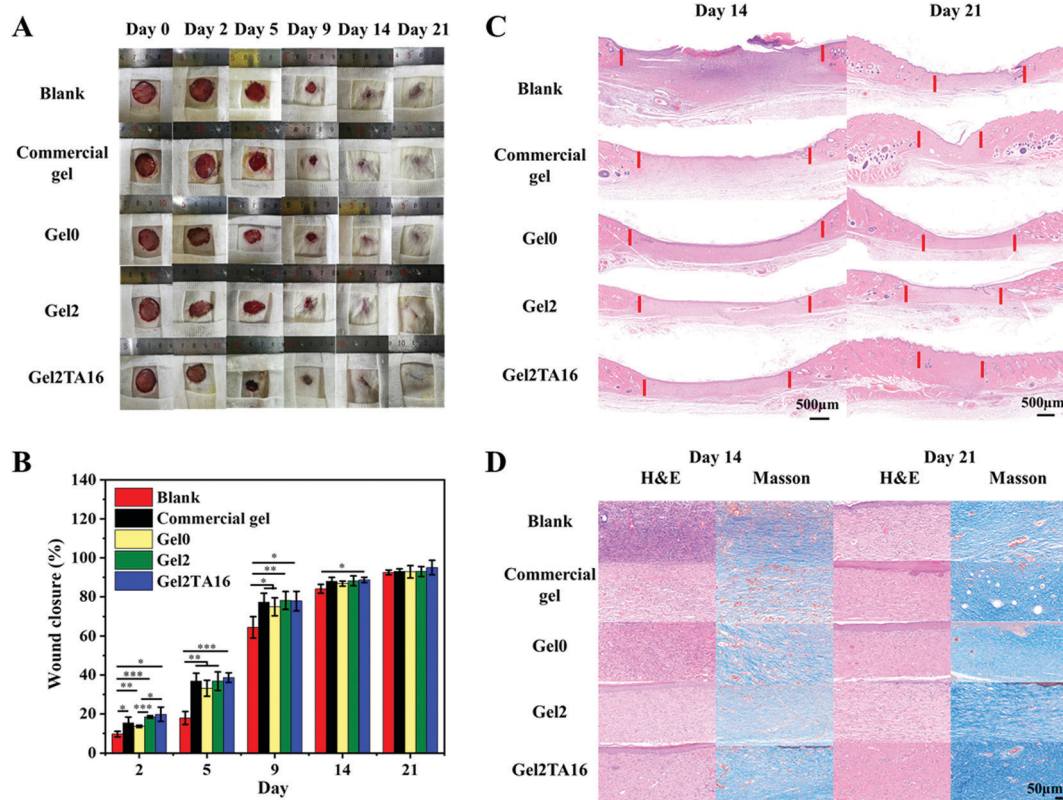 A
Day 0 Day 2 Day 5 Day 9 Day 14 Day 21
Blank
Commercial
gel
Gel0
Gel2
Gel2TA16
B
Wound closure (%)
140
120
100
80
60
40
20
0
Blank
Commercial gel
Gel0
Gel2
Gel2TA16
* *** ** * *** *
*** **
* ** *
*
2 5 9 14 21
Day
C
Day 14 Day 21
Blank
Commercial
gel
Gel0
Gel2
Gel2TA16
500μm 500μm
D
Day 14 Day 21
H&E Masson H&E Masson
Blank
Commercial
gel
Gel0
Gel2
Gel2TA16
50μm